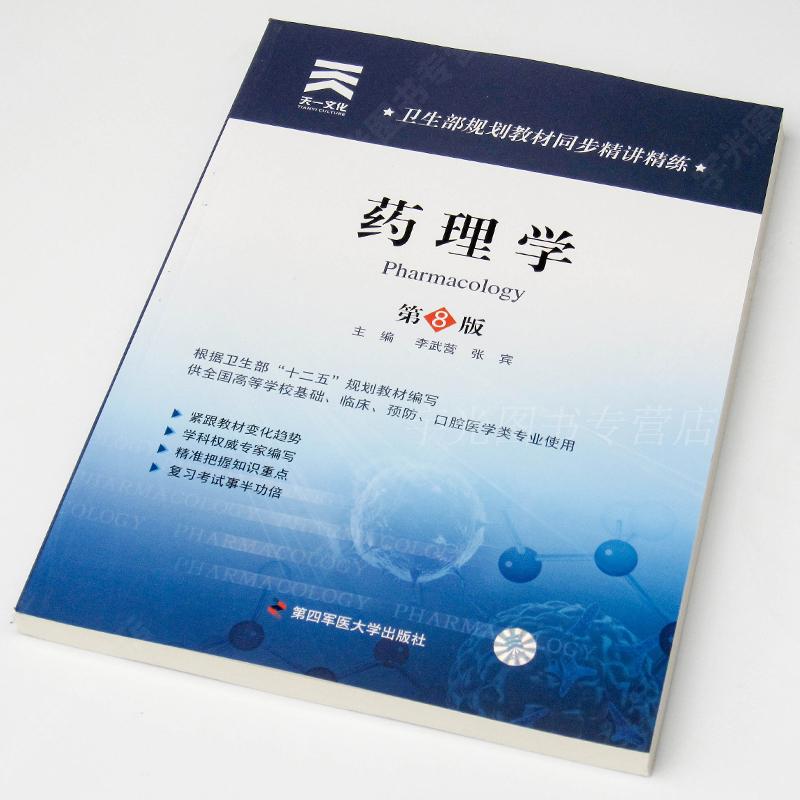 天一文化
TIANYI CULTURE
★卫生部规划教材同步精讲精练★
药理学
Pharmacology
第8版
主编 李武营 张宾
根据卫生部“十二五”规划教材编写
供全国高等学校基础、临床、预防、口腔医学类专业使用
紧跟教材变化趋势
学科权威专家编写
精准把握知识重点
复习考试事半功倍
PHARMACOLOGY
PHARMACOLOGY
PHARMACOLOGY
PHARMACOLOGY
第四军医大学出版社